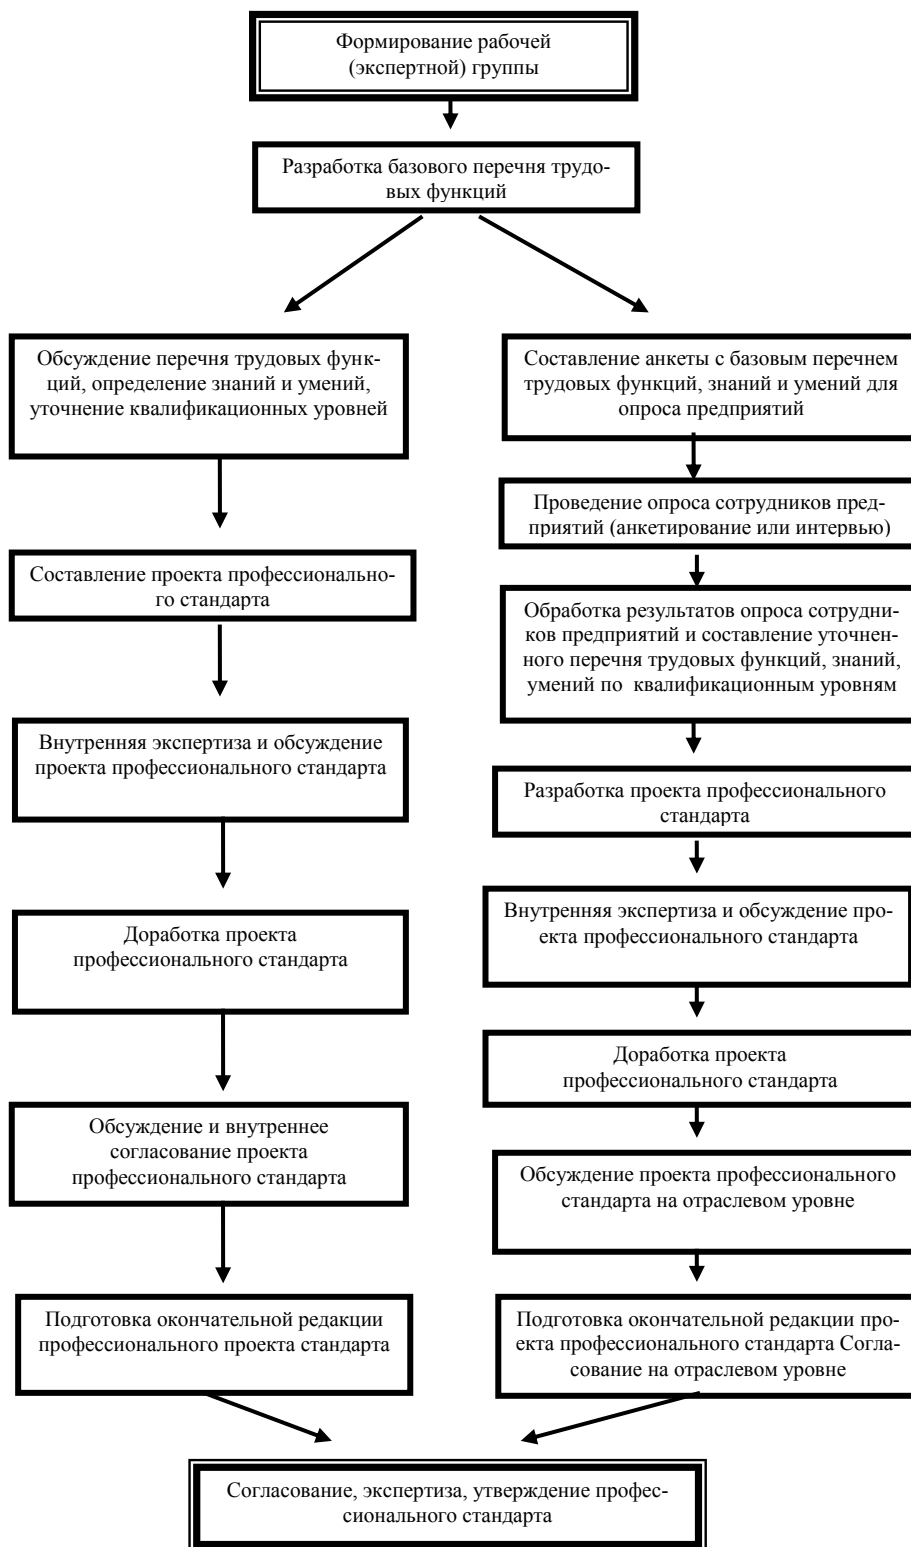 Формирование рабочей
(экспертной) группы
Разработка базового перечня трудо-
вых функций
Обсуждение перечня трудовых функ-
ций, определение знаний и умений,
уточнение квалификационных уровней
Составление проекта профессионально-
го стандарта
Внутренняя экспертиза и обсуждение
проекта профессионального стандарта
Доработка проекта
профессионального стандарта
Обсуждение и внутреннее
согласование проекта
профессионального стандарта
Подготовка окончательной редакции
профессионального проекта стандарта
Составление анкеты с базовым перечнем
трудовых функций, знаний и умений для
опроса предприятий
Проведение опроса сотрудников пред-
приятий (анкетирование или интервью)
Обработка результатов опроса сотрудни-
ков предприятий и составление уточнен-
ного перечня трудовых функций, знаний,
умений по квалификационным уровням
Разработка проекта профессионального
стандарта
Внутренняя экспертиза и обсуждение про-
екта профессионального стандарта
Доработка проекта
профессионального стандарта
Обсуждение проекта профессионального
стандарта на отраслевом уровне
Подготовка окончательной редакции про-
екта профессионального стандарта Согла-
сование на отраслевом уровне
Согласование, экспертиза, утверждение профес-
сионального стандарта